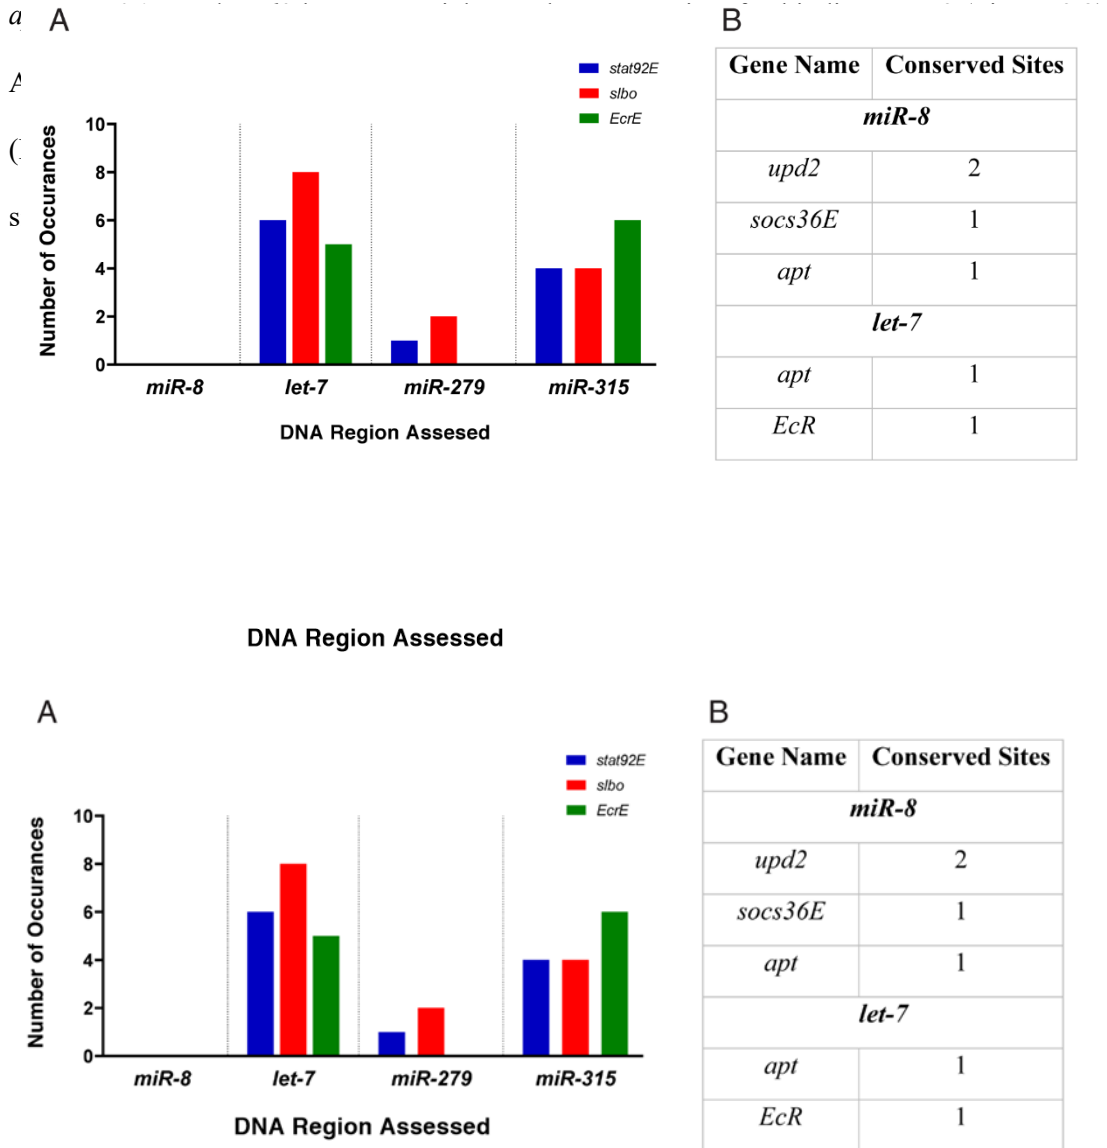 A
B
stat92E
slbo
EcrE
Number of Occurances
10
8
6
4
2
0
miR-8 let-7 miR-279 miR-315
DNA Region Assesed
Gene Name Conserved Sites
miR-8
upd2 2
socs36E 1
apt 1
let-7
apt 1
EcR 1
DNA Region Assessed
A
B
stat92E
slbo
EcrE
Number of Occurances
10
8
6
4
2
0
miR-8 let-7 miR-279 miR-315
DNA Region Assessed
Gene Name Conserved Sites
miR-8
upd2 2
socs36E 1
apt 1
let-7
apt 1
EcR 1